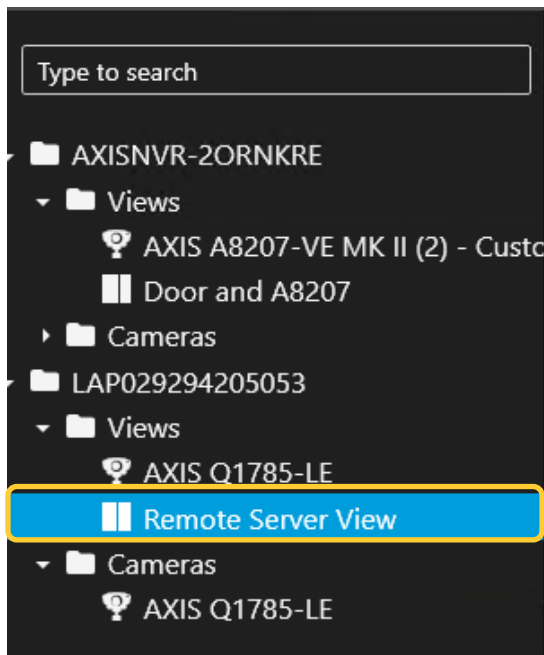 Type to search
AXISNVR-2ORNKRE
Views
AXIS A8207-VE MK II (2) - Custo
Door and A8207
Cameras
LAP029294205053
Views
AXIS Q1785-LE
Remote Server View
Cameras
AXIS Q1785-LE